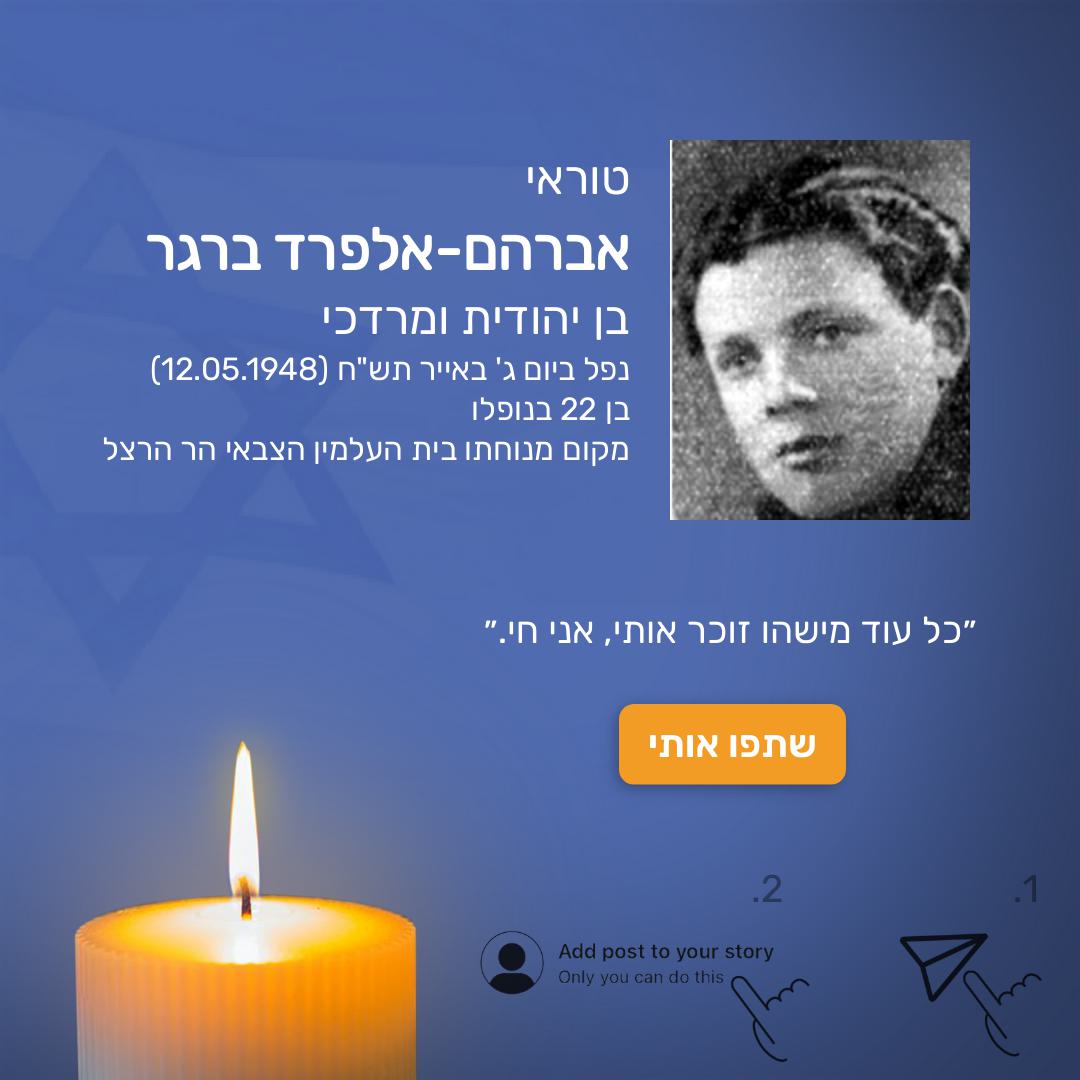 טוראי
אברהם-אלפרד ברגר
בן יהודית ומרדכי
נפל ביום ג' באייר תש"ח (12.05.1948)
בן 22 בנופלו
מקום מנוחתו בית העלמין הצבאי הר הרצל
״כל עוד מישהו זוכר אותי, אני חי.״
שתפו אותי
1.
2.
Add post to your story
Only you can do this